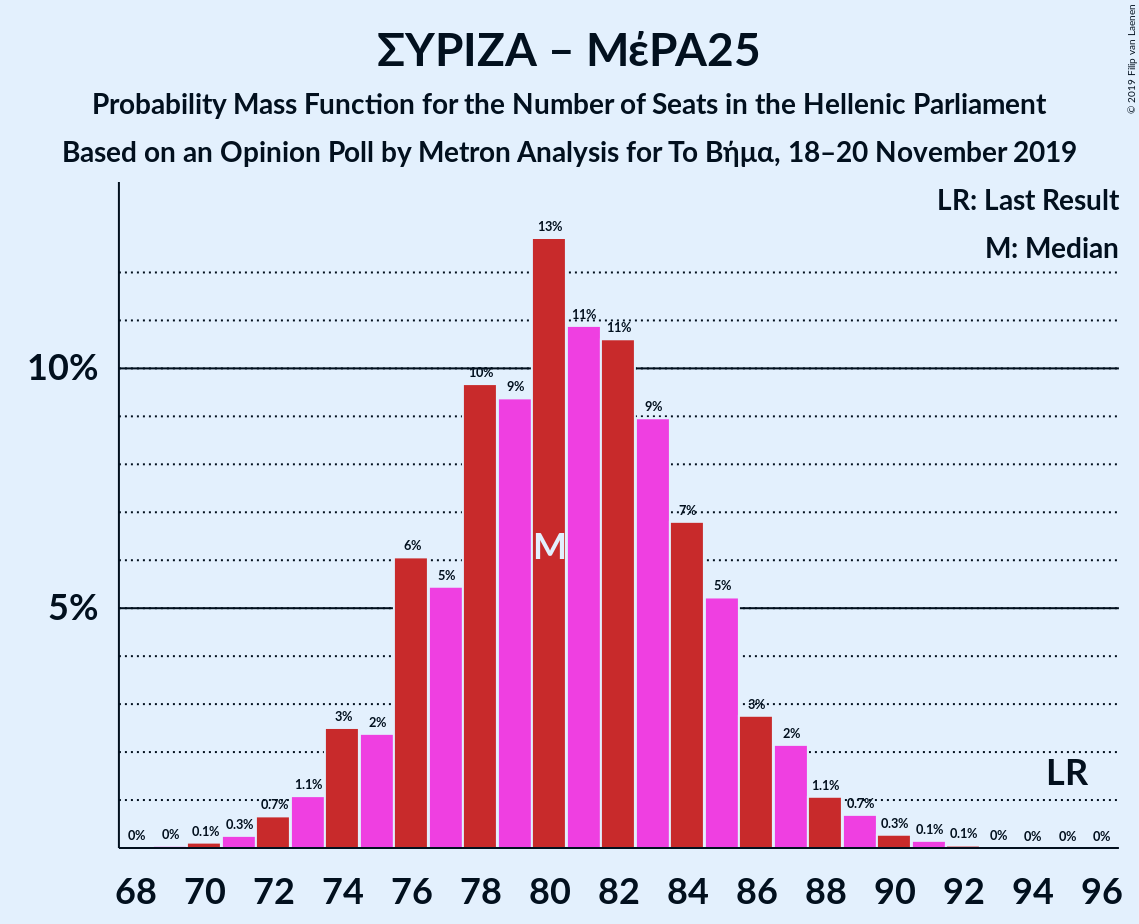 ΣΥΡΙΖΑ – ΜέΡΑ25
Probability Mass Function for the Number of Seats in the Hellenic Parliament
Based on an Opinion Poll by Metron Analysis for Το Βήμα, 18–20 November 2019
© 2019 Filip van Laenen
LR: Last Result
M: Median
10%
5%
0% 0% 0.1% 0.3% 0.7% 1.1% 3% 2% 6% 5% 10% 9% 13% 11% 11% 9% 7% 5% 3% 2% 1.1% 0.7% 0.3% 0.1% 0.1% 0% 0% 0% 0%
M
LR
68 70 72 74 76 78 80 82 84 86 88 90 92 94 96